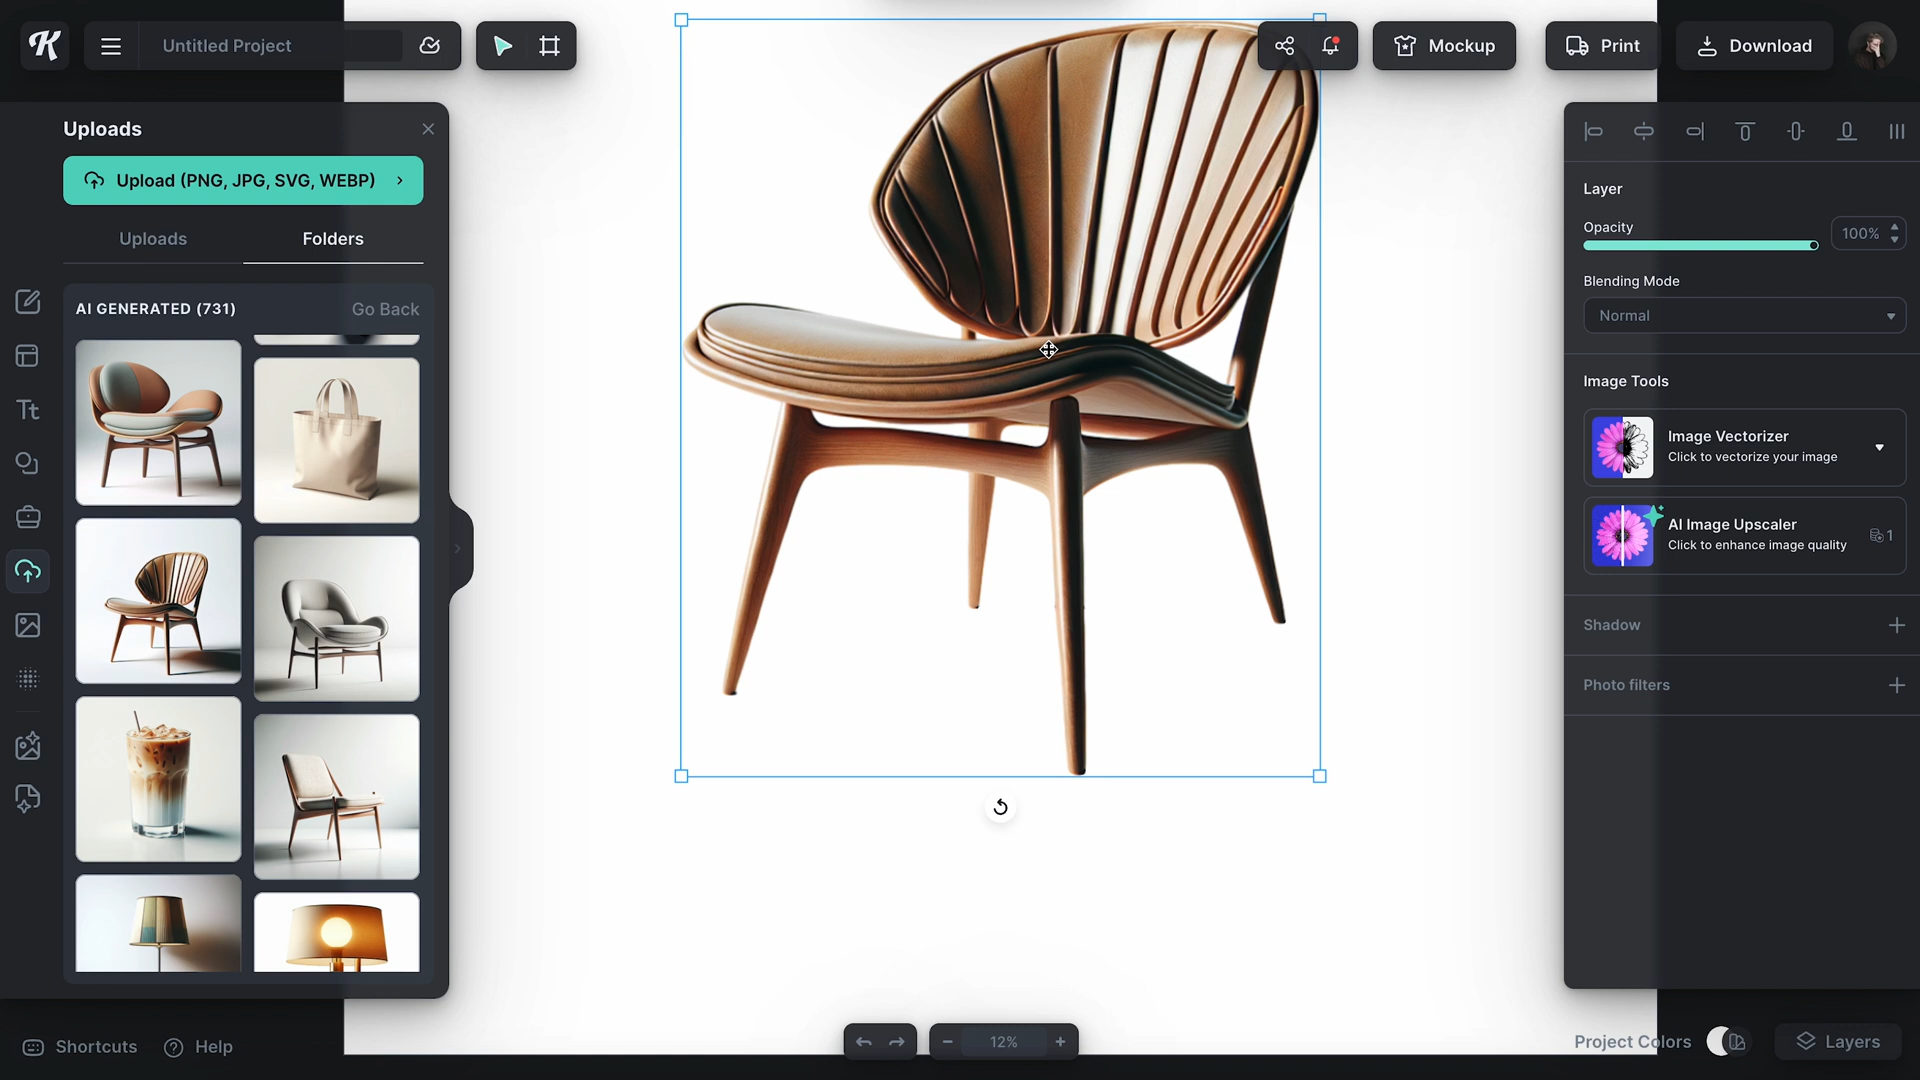 Untitled Project
Mockup
Print
Download
Uploads
Upload (PNG, JPG, SVG, WEBP)
Uploads
Folders
AI GENERATED (731)
Go Back
Layer
Opacity
100%
Blending Mode
Normal
Image Tools
Image Vectorizer
Click to vectorize your image
AI Image Upscaler
Click to enhance image quality
1
Shadow
Photo filters
Tt
Shortcuts
Help
12%
Project Colors
Layers